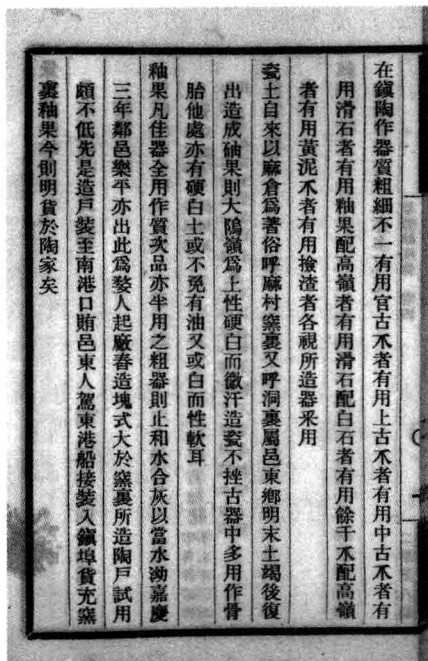 在鎮陶作器質粗細不一有用官古不者有用上古不者有用中古不者有
用滑石者有用釉果配高嶺者有用滑石配白石者有用餘干不配高嶺
者有用黃泥不者有用撿渣者各視所造器釆用
瓷土自來以麻倉爲著俗呼麻村窯裏又呼洞裏屬邑東鄉明末土竭後復
出造成釉果則大䧟嶺爲上性硬白而微汗造瓷不挫古器中多用作骨
胎他處亦有硬白土或不免有油又或白而性軟耳
釉果凡佳器全用作質次品亦半用之粗器則止和水合灰以當水泑嘉慶
三年鄰邑樂平亦出此爲婺人起廠舂造塊式大於窯裏所造陶戶試用
頗不低先是造戶裝至南港口賄邑東人駕東港船接裝入鎮埠貨充窯
裏釉果今則明貨於陶家矣